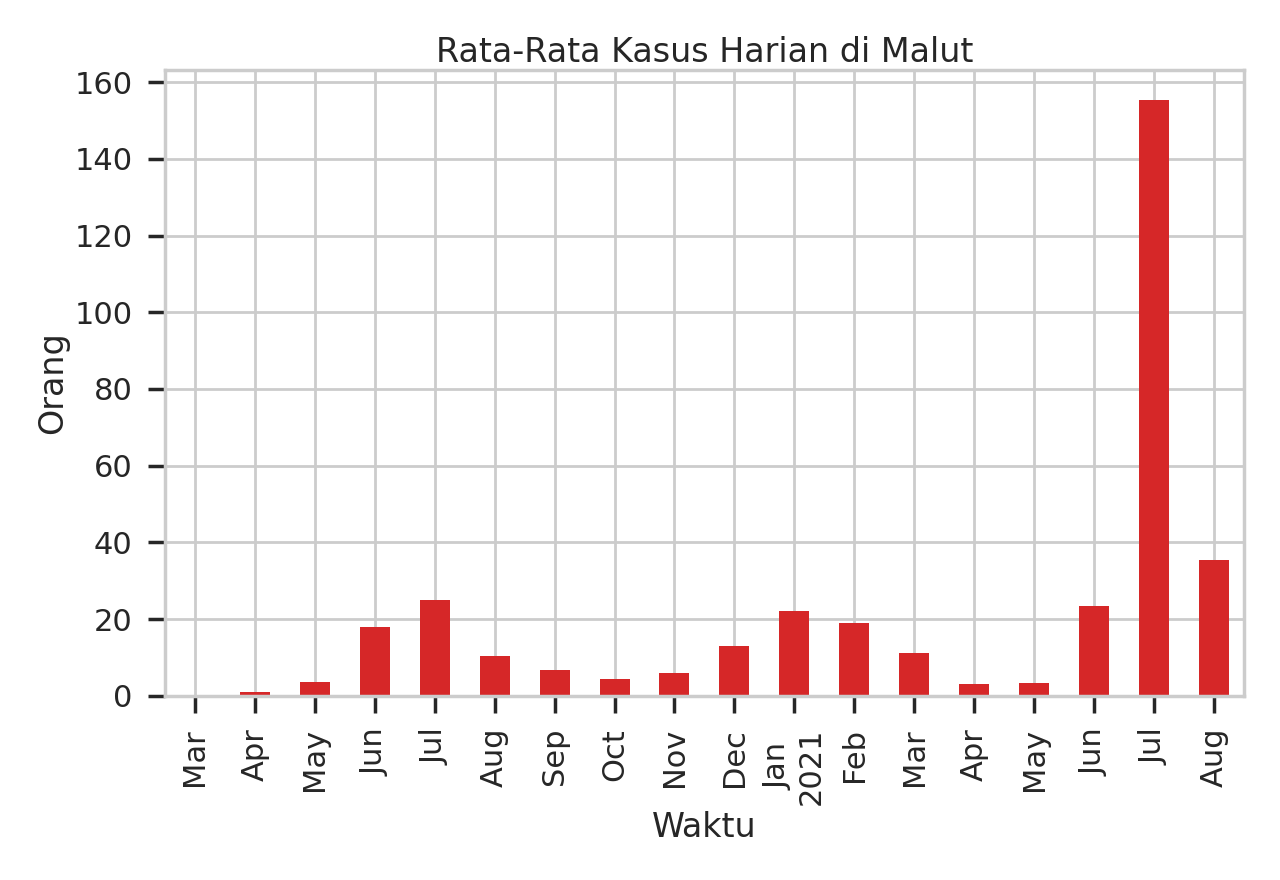 Rata-Rata Kasus Harian di Malut
160
140
120
100
80
60
40
20
0
Orang
Mar
Apr
May
Jun
Jul
Aug
Sep
Oct
Nov
Dec
Jan
2021
Feb
Mar
Apr
May
Jun
Jul
Aug
Waktu